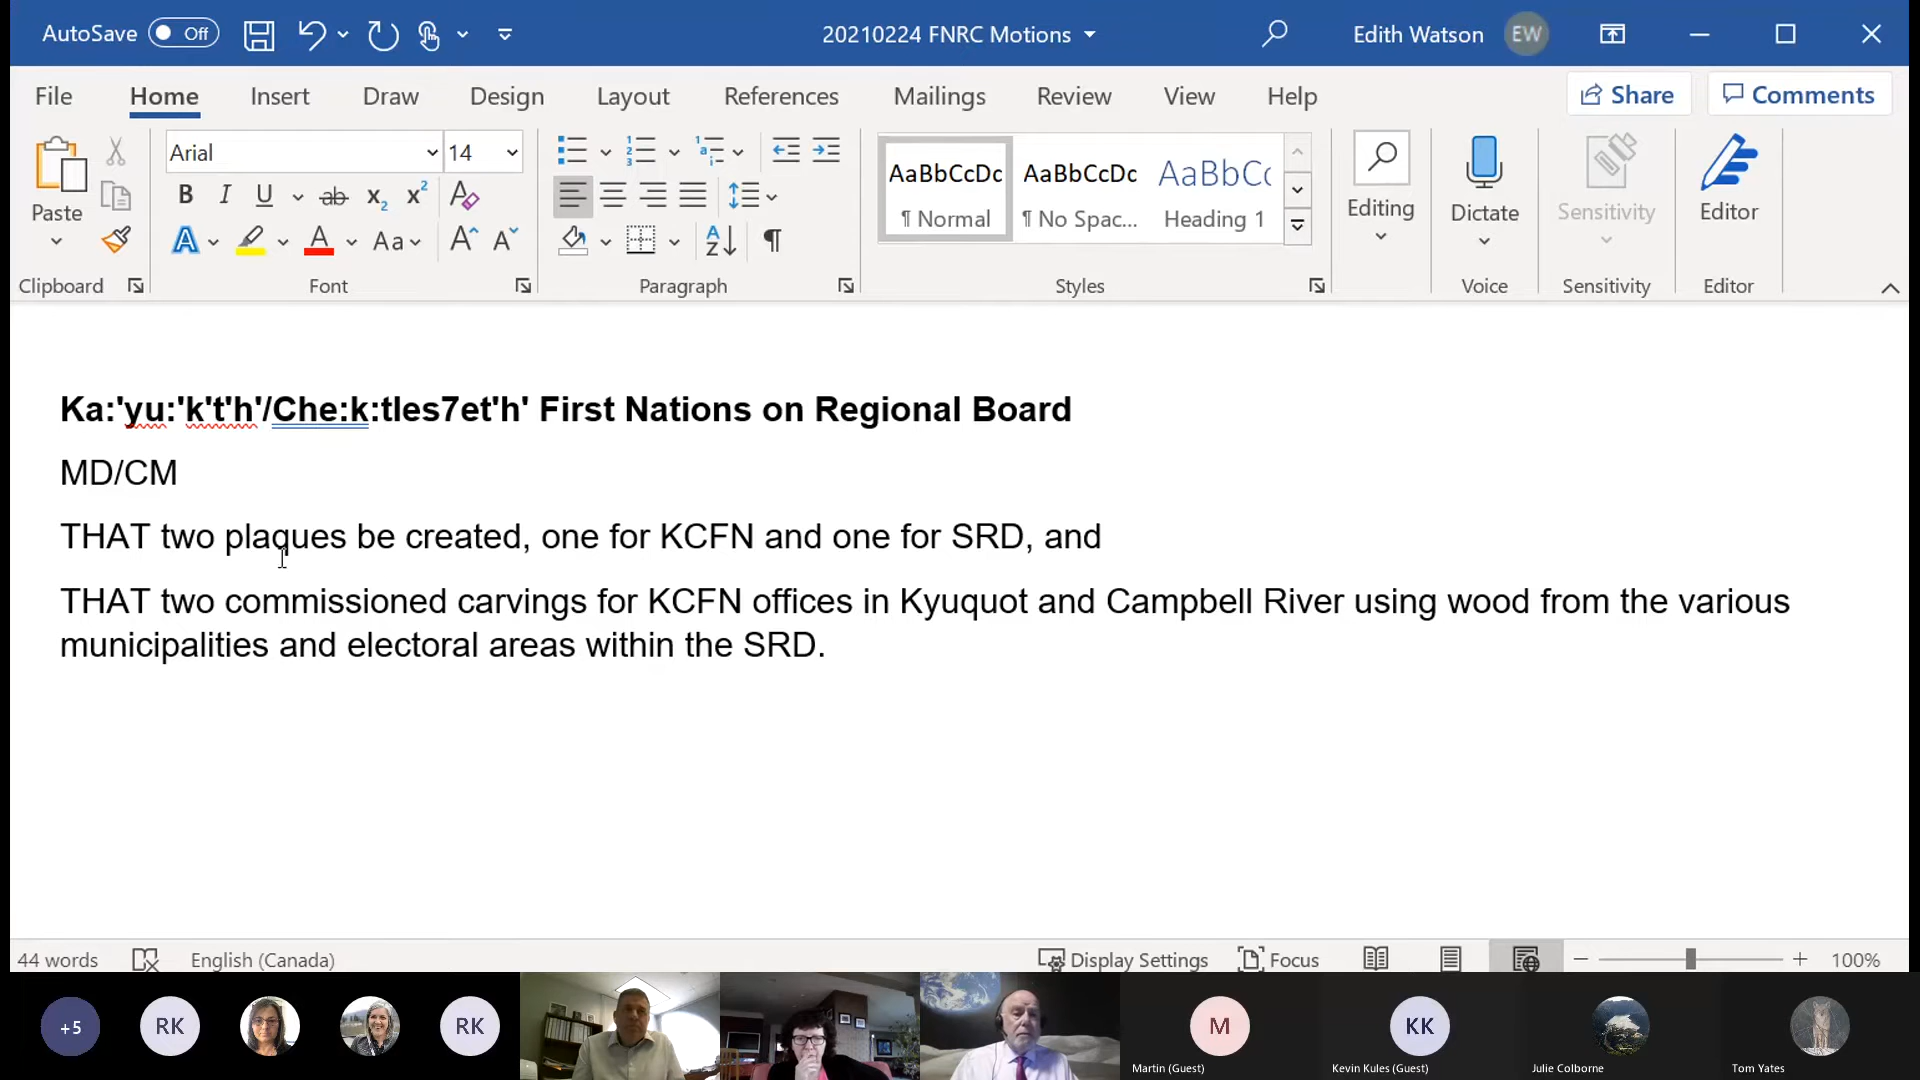 AutoSave Off 20210224 FNRC Motions Edith Watson EW
File Home Insert Draw Design Layout References Mailings Review View Help Share Comments
Arial 14
AaBbCcDc AaBbCcDc AaBbCc
Paste B I U ab x₂ x² ¶ Normal ¶ No Spac... Heading 1 Editing Dictate Sensitivity Editor
A A Aa A A A Z ¶
Clipboard Font Paragraph Styles Voice Sensitivity Editor
Ka:'yu:'k't'h'/Che:k:tles7et'h' First Nations on Regional Board
MD/CM
THAT two plaques be created, one for KCFN and one for SRD, and
THAT two commissioned carvings for KCFN offices in Kyuquot and Campbell River using wood from the various
municipalities and electoral areas within the SRD.
44 words English (Canada) Display Settings Focus 100%
+5 RK RK M KK
Martin (Guest) Kevin Kules (Guest) Julie Colborne Tom Yates